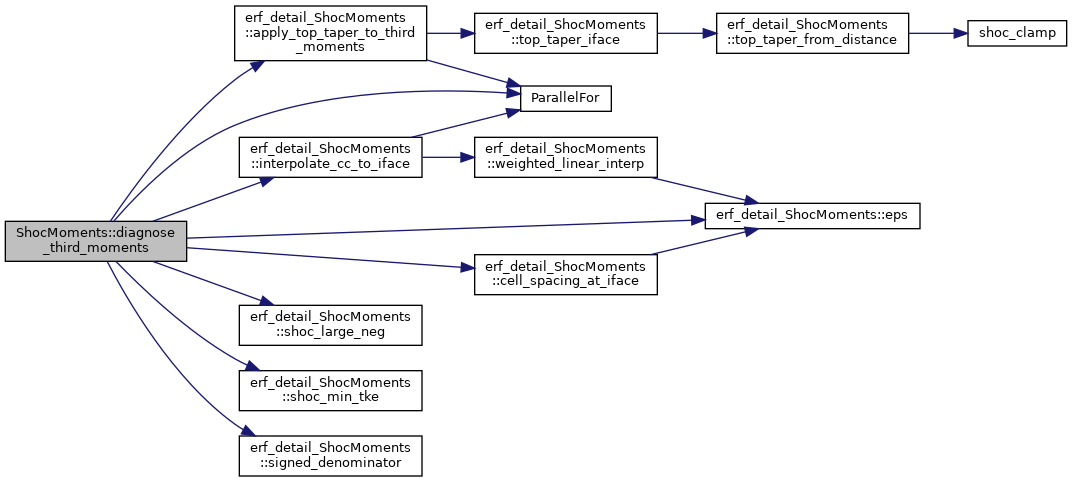 erf_detail_ShocMoments
::apply_top_taper_to_third
_moments
erf_detail_ShocMoments
::top_taper_iface
erf_detail_ShocMoments
::top_taper_from_distance
shoc_clamp
ParallelFor
erf_detail_ShocMoments
::interpolate_cc_to_iface
erf_detail_ShocMoments
::weighted_linear_interp
erf_detail_ShocMoments::eps
ShocMoments::diagnose
_third_moments
erf_detail_ShocMoments
::cell_spacing_at_iface
erf_detail_ShocMoments
::shoc_large_neg
erf_detail_ShocMoments
::shoc_min_tke
erf_detail_ShocMoments
::signed_denominator